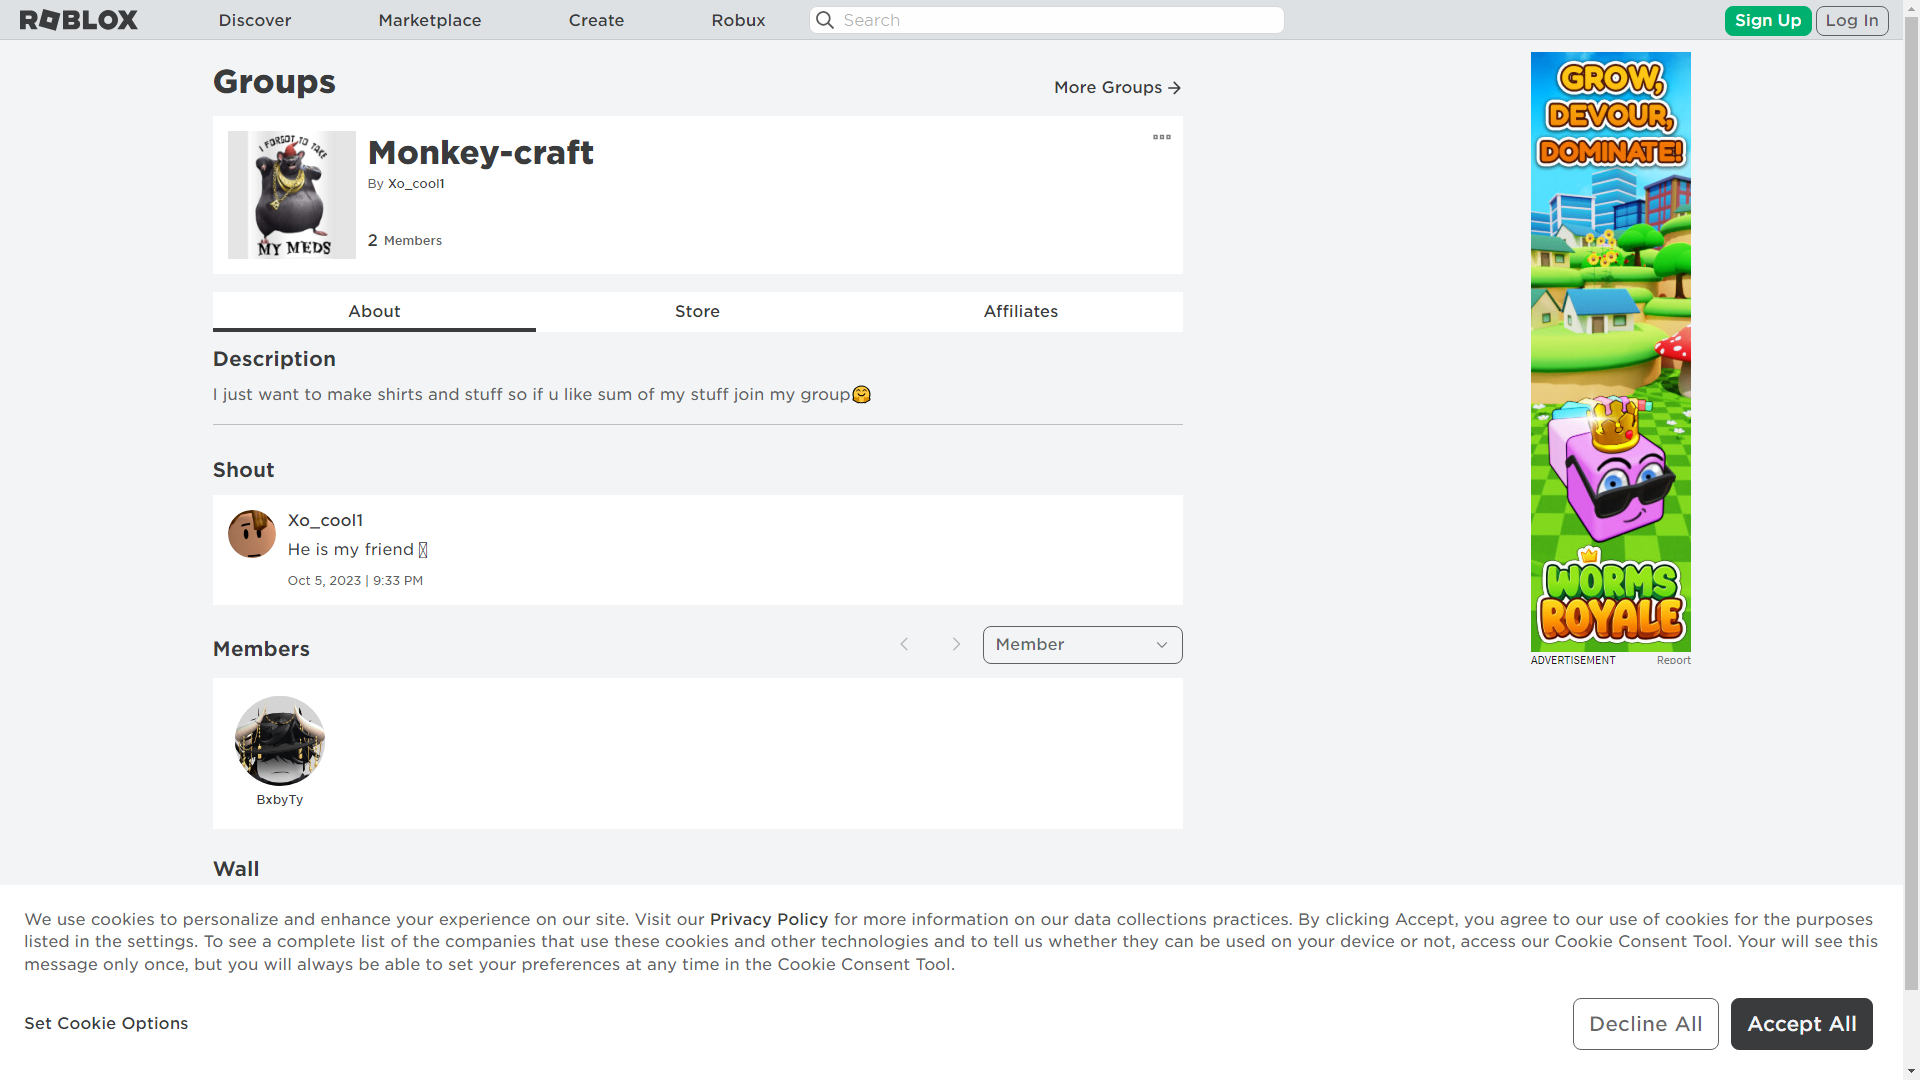 ROBLOX Discover Marketplace Create Robux Search Sign Up Log In
Groups
More Groups
I FORGOT TO TAKE
MY MEDS
Monkey-craft
By Xo_cool1
2 Members
About Store Affiliates
Description
I just want to make shirts and stuff so if u like sum of my stuff join my group🤗
Shout
Xo_cool1
He is my friend
Oct 5, 2023 | 9:33 PM
Members
Member
BxbyTy
Wall
GROW,
DEVOUR,
DOMINATE!
WORMS
ROYALE
ADVERTISEMENT Report
We use cookies to personalize and enhance your experience on our site. Visit our Privacy Policy for more information on our data collections practices. By clicking Accept, you agree to our use of cookies for the purposes
listed in the settings. To see a complete list of the companies that use these cookies and other technologies and to tell us whether they can be used on your device or not, access our Cookie Consent Tool. Your will see this
message only once, but you will always be able to set your preferences at any time in the Cookie Consent Tool.
Set Cookie Options
Decline All
Accept All